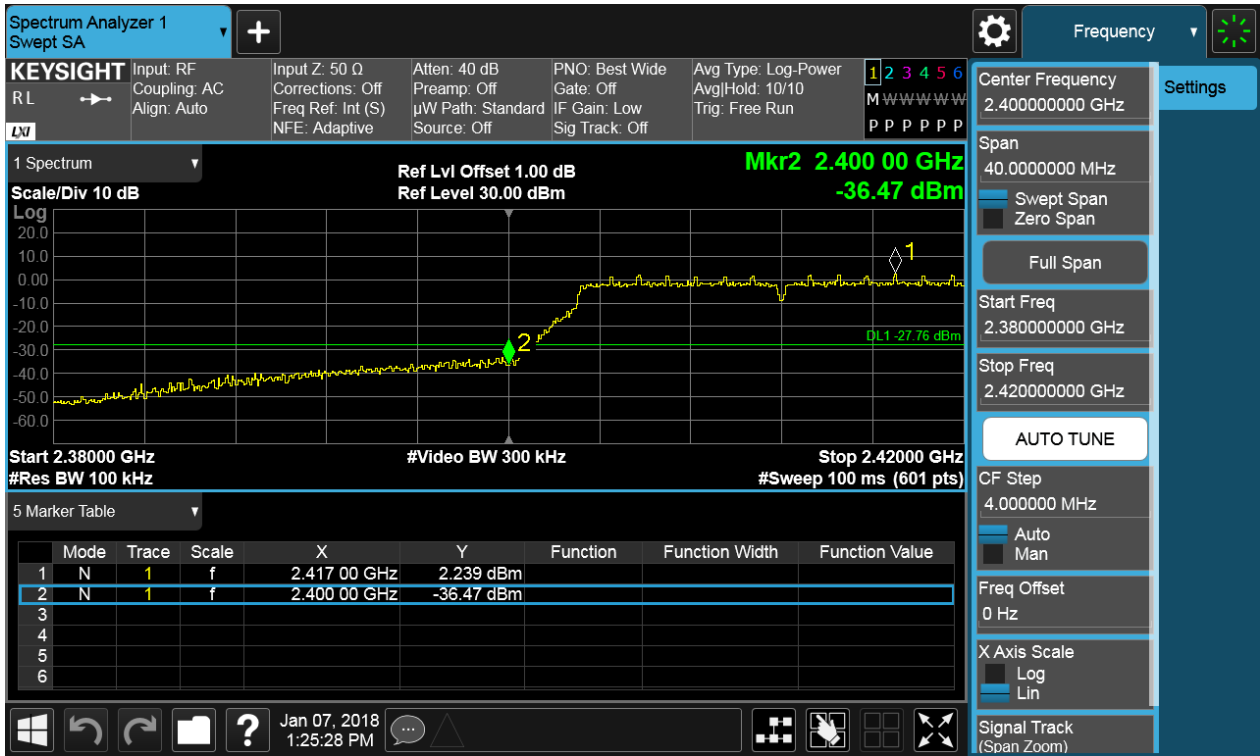 Spectrum Analyzer 1
Swept SA
+
Frequency
KEYSIGHT
RL
LXI
Input: RF
Coupling: AC
Align: Auto
Input Z: 50 Ω
Corrections: Off
Freq Ref: Int (S)
NFE: Adaptive
Atten: 40 dB
Preamp: Off
µW Path: Standard
Source: Off
PNO: Best Wide
Gate: Off
IF Gain: Low
Sig Track: Off
Avg Type: Log-Power
Avg|Hold: 10/10
Trig: Free Run
1 2 3 4 5 6
M W W W W W
P P P P P P
Center Frequency
2.400000000 GHz
Settings
Span
40.0000000 MHz
Swept Span
Zero Span
Full Span
Start Freq
2.380000000 GHz
Stop Freq
2.420000000 GHz
AUTO TUNE
CF Step
4.000000 MHz
Auto
Man
Freq Offset
0 Hz
X Axis Scale
Log
Lin
Signal Track
(Span Zoom)
1 Spectrum
Scale/Div 10 dB
Log
Ref Lvl Offset 1.00 dB
Ref Level 30.00 dBm
Mkr2 2.400 00 GHz
-36.47 dBm
20.0
10.0
0.00
-10.0
-20.0
-30.0
-40.0
-50.0
-60.0
1
2
DL1 -27.76 dBm
Start 2.38000 GHz
#Res BW 100 kHz
#Video BW 300 kHz
Stop 2.42000 GHz
#Sweep 100 ms (601 pts)
5 Marker Table
Mode Trace Scale X Y Function Function Width Function Value
1 N 1 f 2.417 00 GHz 2.239 dBm
2 N 1 f 2.400 00 GHz -36.47 dBm
3
4
5
6
?
Jan 07, 2018
1:25:28 PM